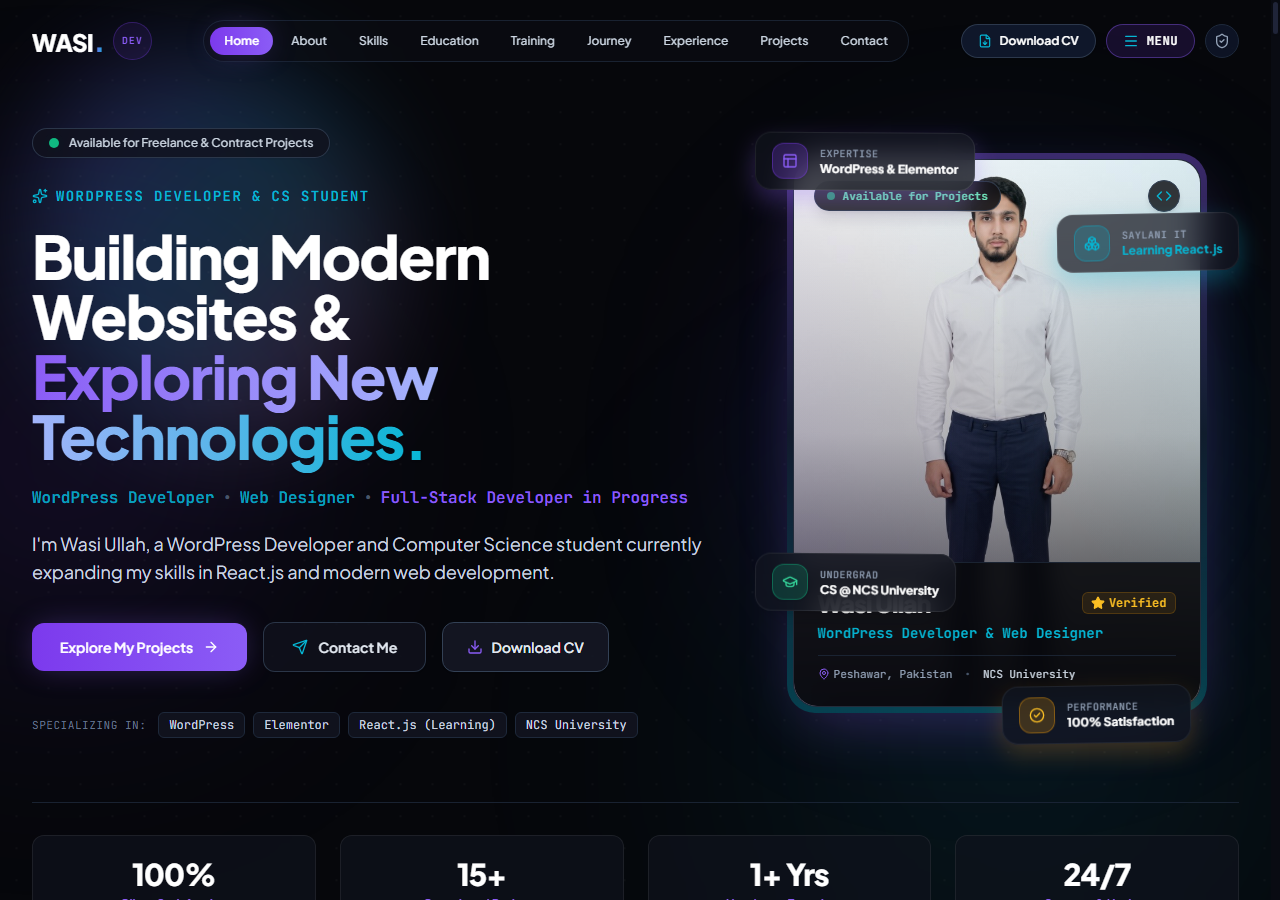 WASI.
DEV
Home
About
Skills
Education
Training
Journey
Experience
Projects
Contact
Download CV
MENU
Available for Freelance & Contract Projects
WORDPRESS DEVELOPER & CS STUDENT
Building Modern
Websites &
Exploring New
Technologies.
WordPress Developer • Web Designer • Full-Stack Developer in Progress
I'm Wasi Ullah, a WordPress Developer and Computer Science student currently
expanding my skills in React.js and modern web development.
Explore My Projects
Contact Me
Download CV
SPECIALIZING IN:
WordPress
Elementor
React.js (Learning)
NCS University
EXPERTISE
WordPress & Elementor
Available for Projects
SAYLANI IT
Learning React.js
UNDERGRAD
CS @ NCS University
Wasi Ullah
Verified
WordPress Developer & Web Designer
Peshawar, Pakistan • NCS University
PERFORMANCE
100% Satisfaction
100%
15+
1+ Yrs
24/7